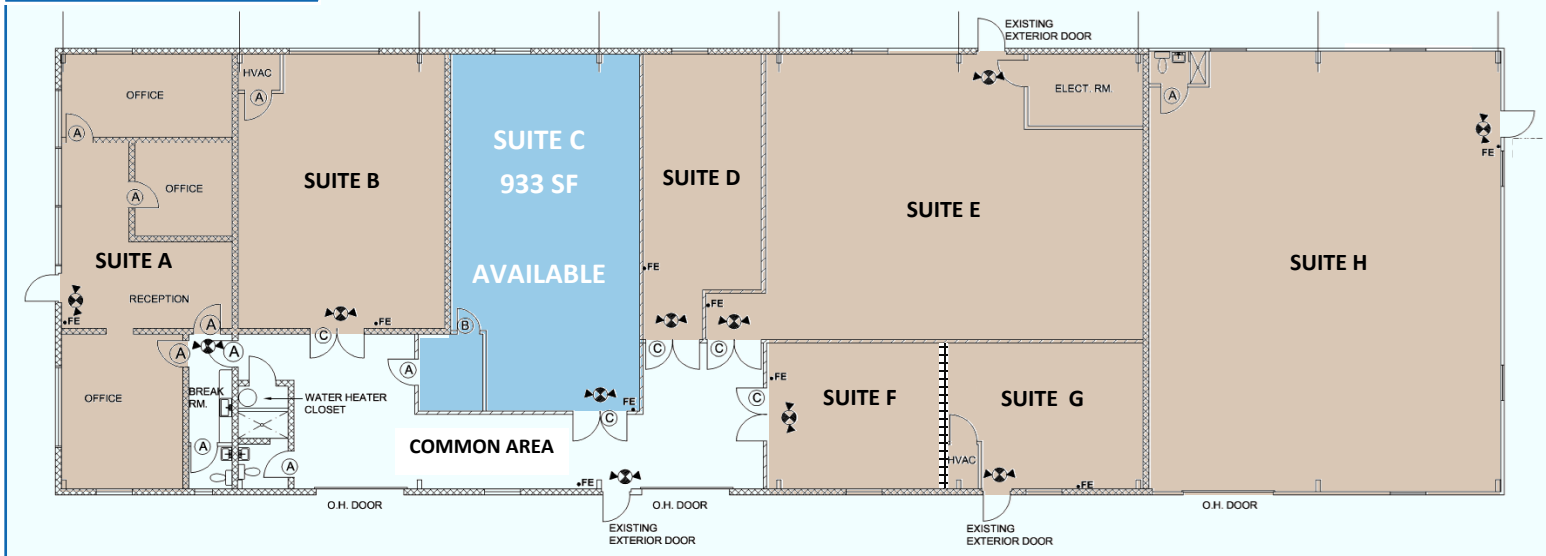 EXISTING
EXTERIOR DOOR
HVAC
A
OFFICE
ELECT. RM.
A
A
SUITE C
933 SF
AVAILABLE
FE
SUITE B
SUITE D
OFFICE
A
SUITE E
SUITE A
SUITE H
RECEPTION
FE
FE
FE
FE
A
B
C
C
C
A
A
A
BREAK
RM.
OFFICE
WATER HEATER
CLOSET
FE
FE
C
C
SUITE F
SUITE G
COMMON AREA
A
A
HVAC
FE
FE
O.H. DOOR
O.H. DOOR
O.H. DOOR
EXISTING
EXTERIOR DOOR
EXISTING
EXTERIOR DOOR